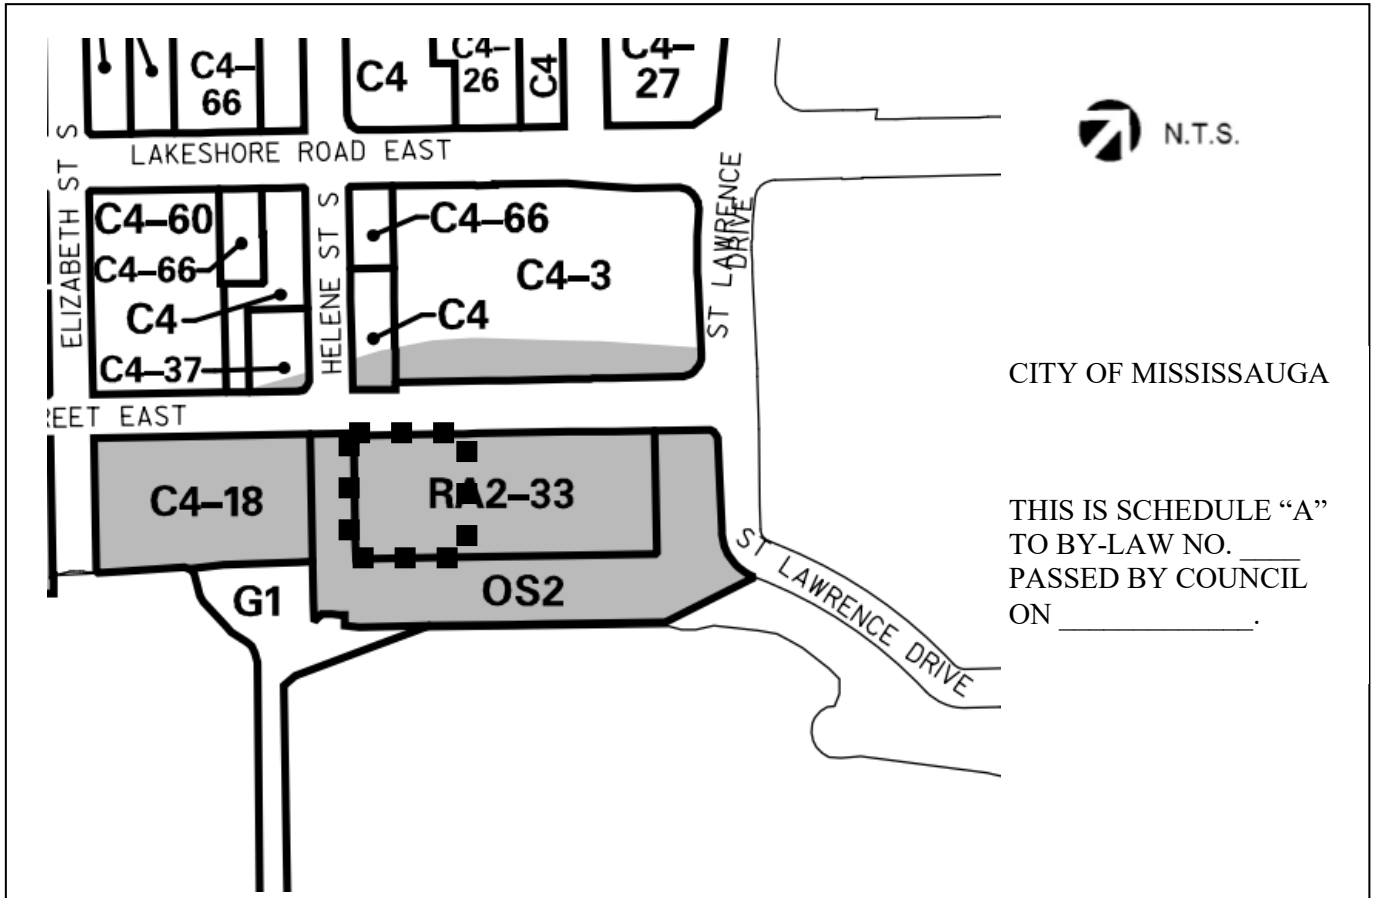 C4–
66
C4
C4–
26
C4
C4–
27
N.T.S.
LAKESHORE ROAD EAST
ELIZABETH ST S
HELENE ST S
ST LAWRENCE
DRIVE
C4–60
C4–66
C4
C4–37
C4–66
C4–3
C4
CITY OF MISSISSAUGA
REET EAST
C4–18
RA2–33
THIS IS SCHEDULE “A”
TO BY-LAW NO. ____
PASSED BY COUNCIL
ON _____________.
G1
OS2
ST LAWRENCE DRIVE